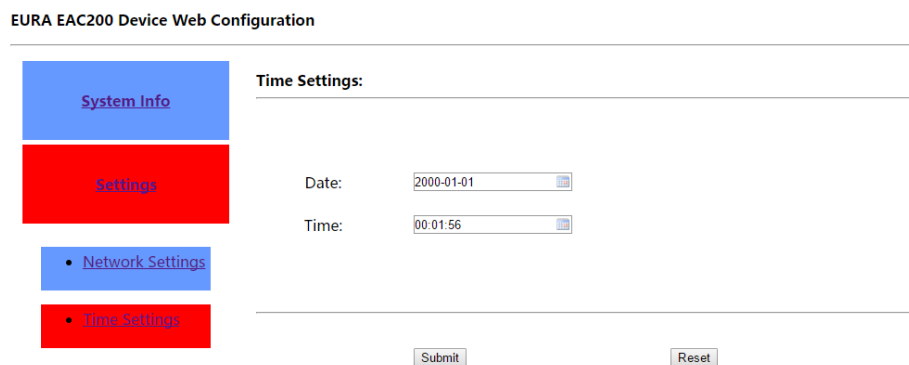 EURA EAC200 Device Web Configuration
System Info
Settings
Network Settings
Time Settings
Time Settings:
Date: 2000-01-01
Time: 00:01:56
Submit Reset